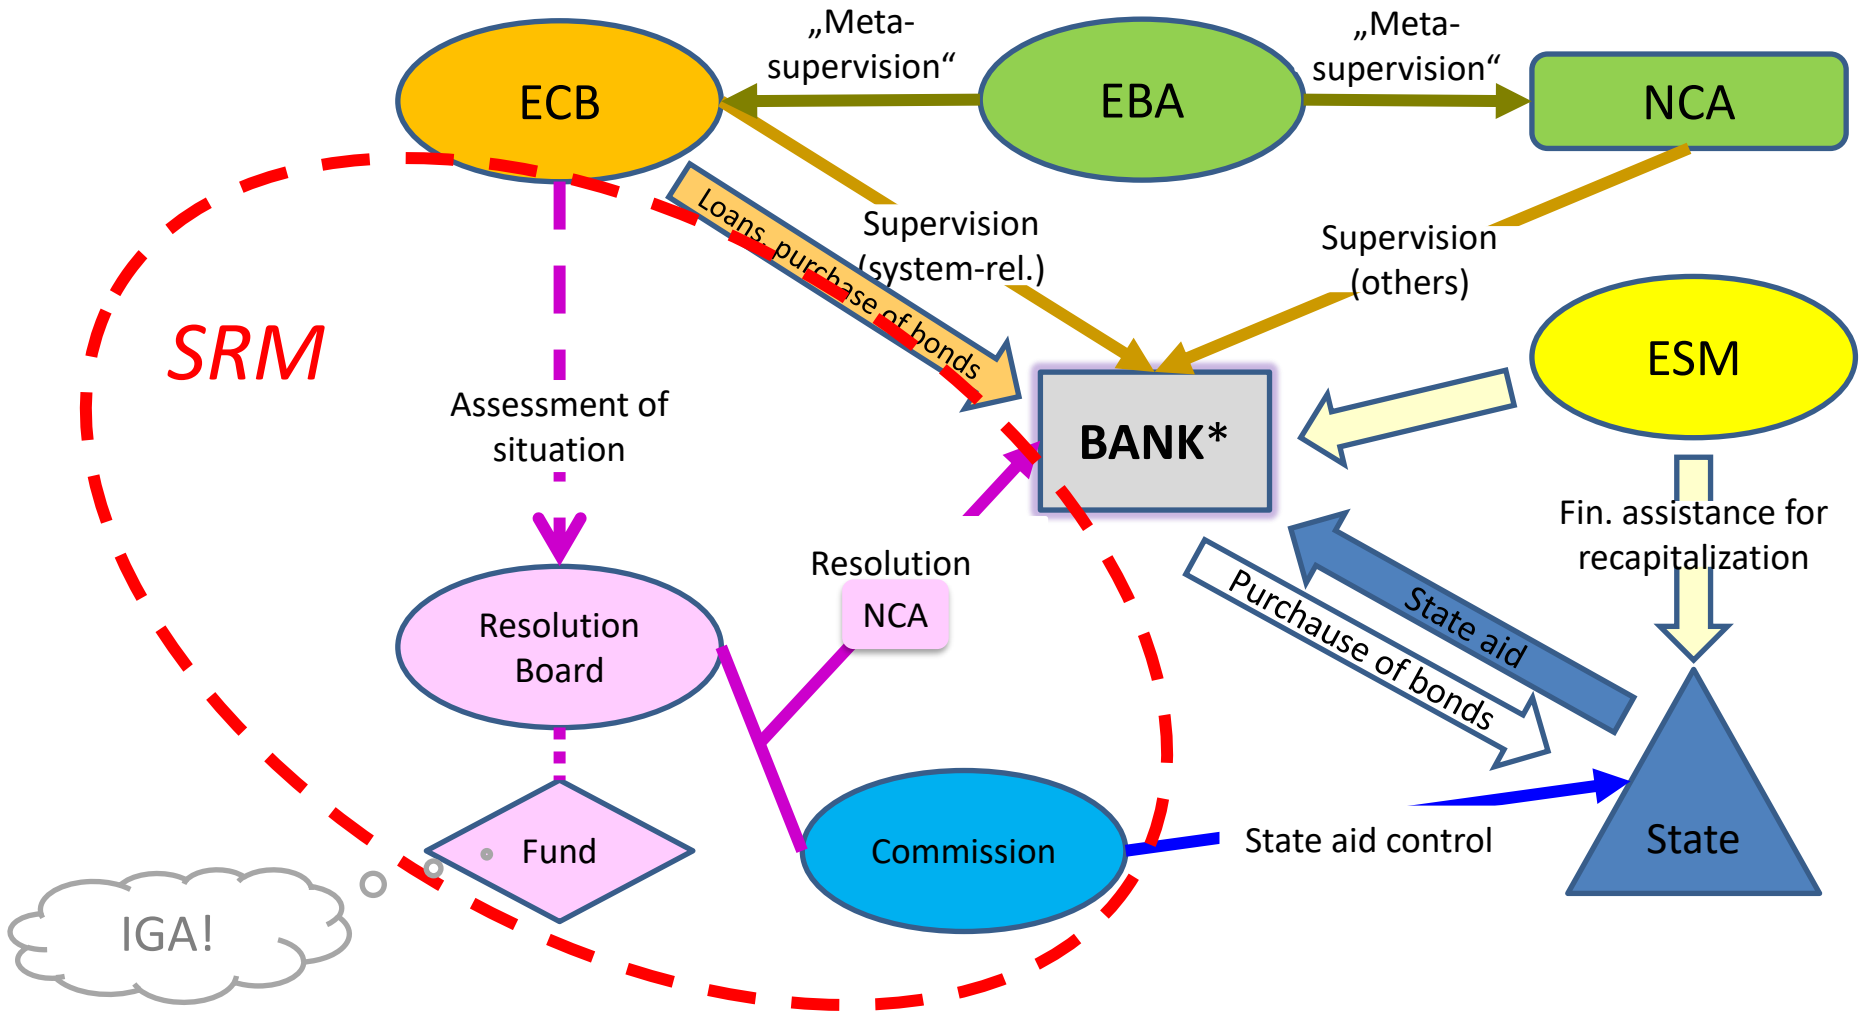 „Meta-
supervision“
„Meta-
supervision“
ECB
EBA
NCA
Loans, purchase of bonds
Supervision
(system-rel.)
Supervision
(others)
SRM
ESM
Assessment of
situation
BANK*
Fin. assistance for
recapitalization
Resolution
NCA
State aid
Purchause of bonds
Resolution
Board
Fund
Commission
State aid control
State
IGA!